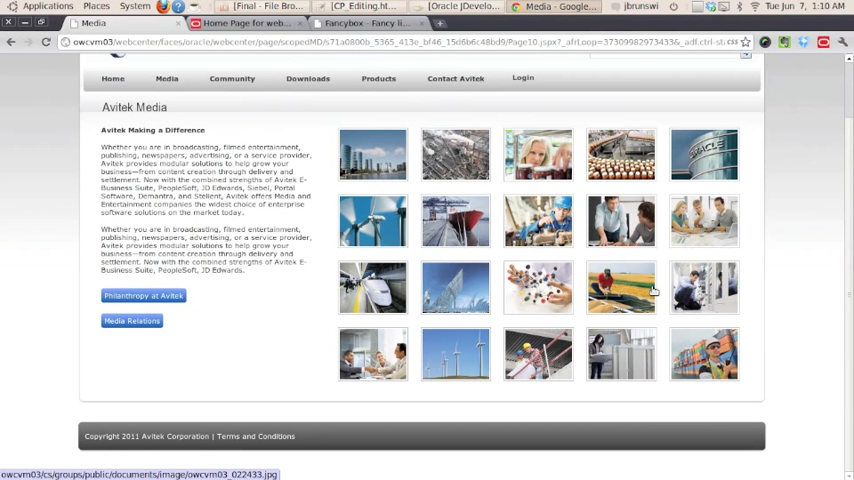 Applications Places System [Final - File Bro... [CP_Editing.ht... [Oracle JDevelo... Media - Google... jbrunswi Tue Jun 7, 1:10 AM
Media Home Page for web... Fancybox - Fancy li...
owcvm03/webcenter/faces/oracle/webcenter/page/scopedMD/s71a0800b_5365_413e_bf46_15d6b6c48bd9/Page10.jspx?_afrLoop=3730998297343&_adf.ctrl-sta
Home Media Community Downloads Products Contact Avitek Login
Avitek Media
Avitek Making a Difference
Whether you are in broadcasting, filmed entertainment,
publishing, newspapers, advertising, or a service provider,
Avitek provides modular solutions to help grow your
business—from content creation through delivery and
settlement. Now with the combined strengths of Avitek E-
Business Suite, PeopleSoft, JD Edwards, Siebel, Portal
Software, Demantra, and Stellent, Avitek offers Media and
Entertainment companies the widest choice of enterprise
software solutions on the market today.
Whether you are in broadcasting, filmed entertainment,
publishing, newspapers, advertising, or a service provider,
Avitek provides modular solutions to help grow your
business—from content creation through delivery and
settlement. Now with the combined strengths of Avitek E-
Business Suite, PeopleSoft, JD Edwards.
Philanthropy at Avitek
Media Relations
ORACLE
Copyright 2011 Avitek Corporation | Terms and Conditions
owcvm03/cs/groups/public/documents/image/owcvm03_022433.jpg